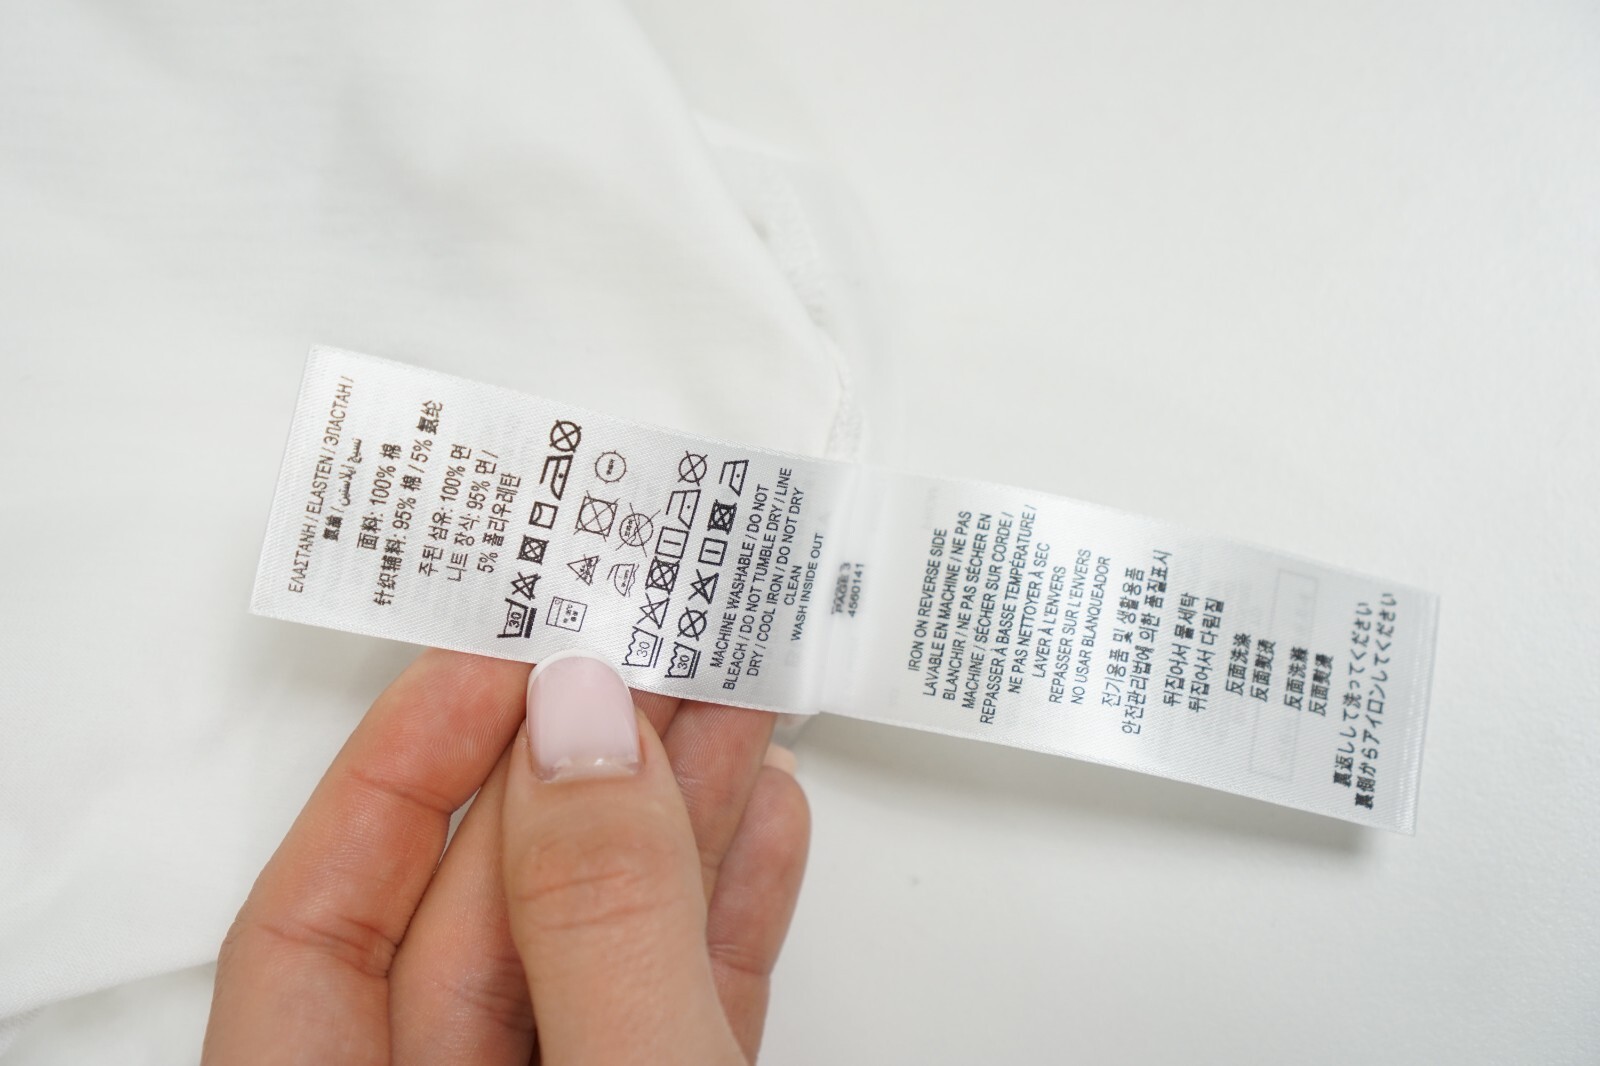 ΕΛΑΣΤΑΝΗ / ELASTEN / ЭЛАСТАН /
面料: 100% 棉
针织辅料: 95% 棉 / 5% 氨纶
주된 섬유: 100% 면
니트 장식: 95% 면 /
5% 폴리우레탄
30
30
30
MACHINE WASHABLE / DO NOT
BLEACH / DO NOT TUMBLE DRY / LINE
DRY / COOL IRON / DO NOT DRY
CLEAN
WASH INSIDE OUT
4560141
IRON ON REVERSE SIDE
LAVABLE EN MACHINE / NE PAS
BLANCHIR / NE PAS SÉCHER EN
MACHINE / SÉCHER SUR CORDE /
REPASSER À BASSE TEMPÉRATURE /
NE PAS NETTOYER À SEC
LAVER À L'ENVERS
REPASSER SUR L'ENVERS
NO USAR BLANQUEADOR
전기용품 및 생활용품
안전관리법에 의한 품질표시
뒤집어서 물세탁
뒤집어서 다림질
反面洗涤
反面熨烫
反面洗滌
反面熨燙
裏返しして洗ってください
裏側からアイロンしてください